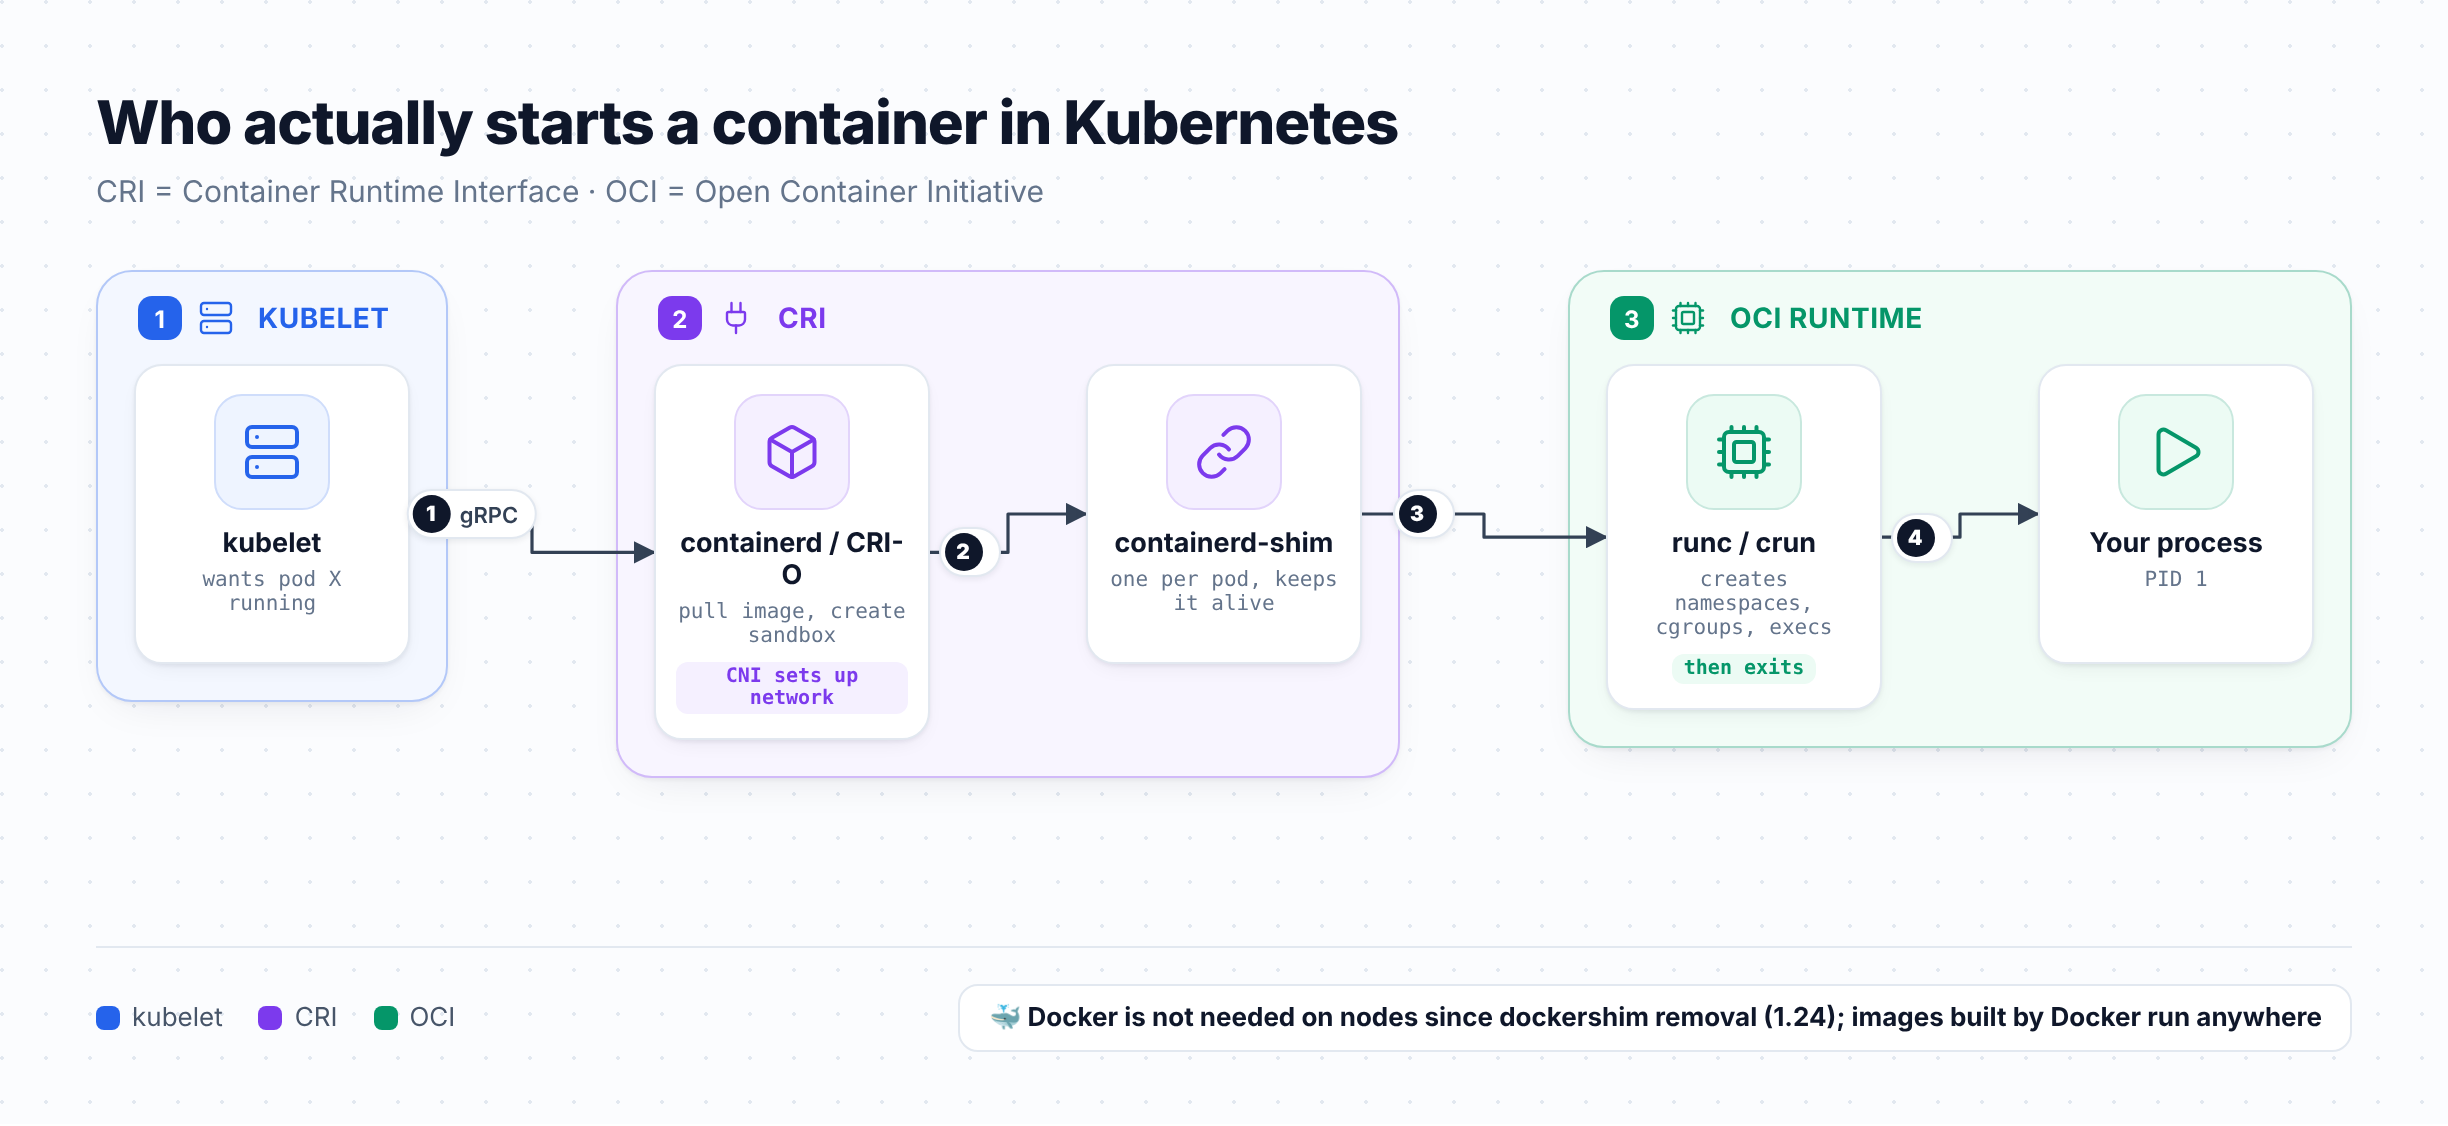 Who actually starts a container in Kubernetes
CRI = Container Runtime Interface · OCI = Open Container Initiative
1 KUBELET
kubelet
wants pod X
running
1 gRPC
2 CRI
containerd / CRI-
O
pull image, create
sandbox
CNI sets up
network
2
containerd-shim
one per pod, keeps
it alive
3
3 OCI RUNTIME
runc / crun
creates
namespaces,
cgroups, execs
then exits
4
Your process
PID 1
kubelet
CRI
OCI
🐳 Docker is not needed on nodes since dockershim removal (1.24); images built by Docker run anywhere